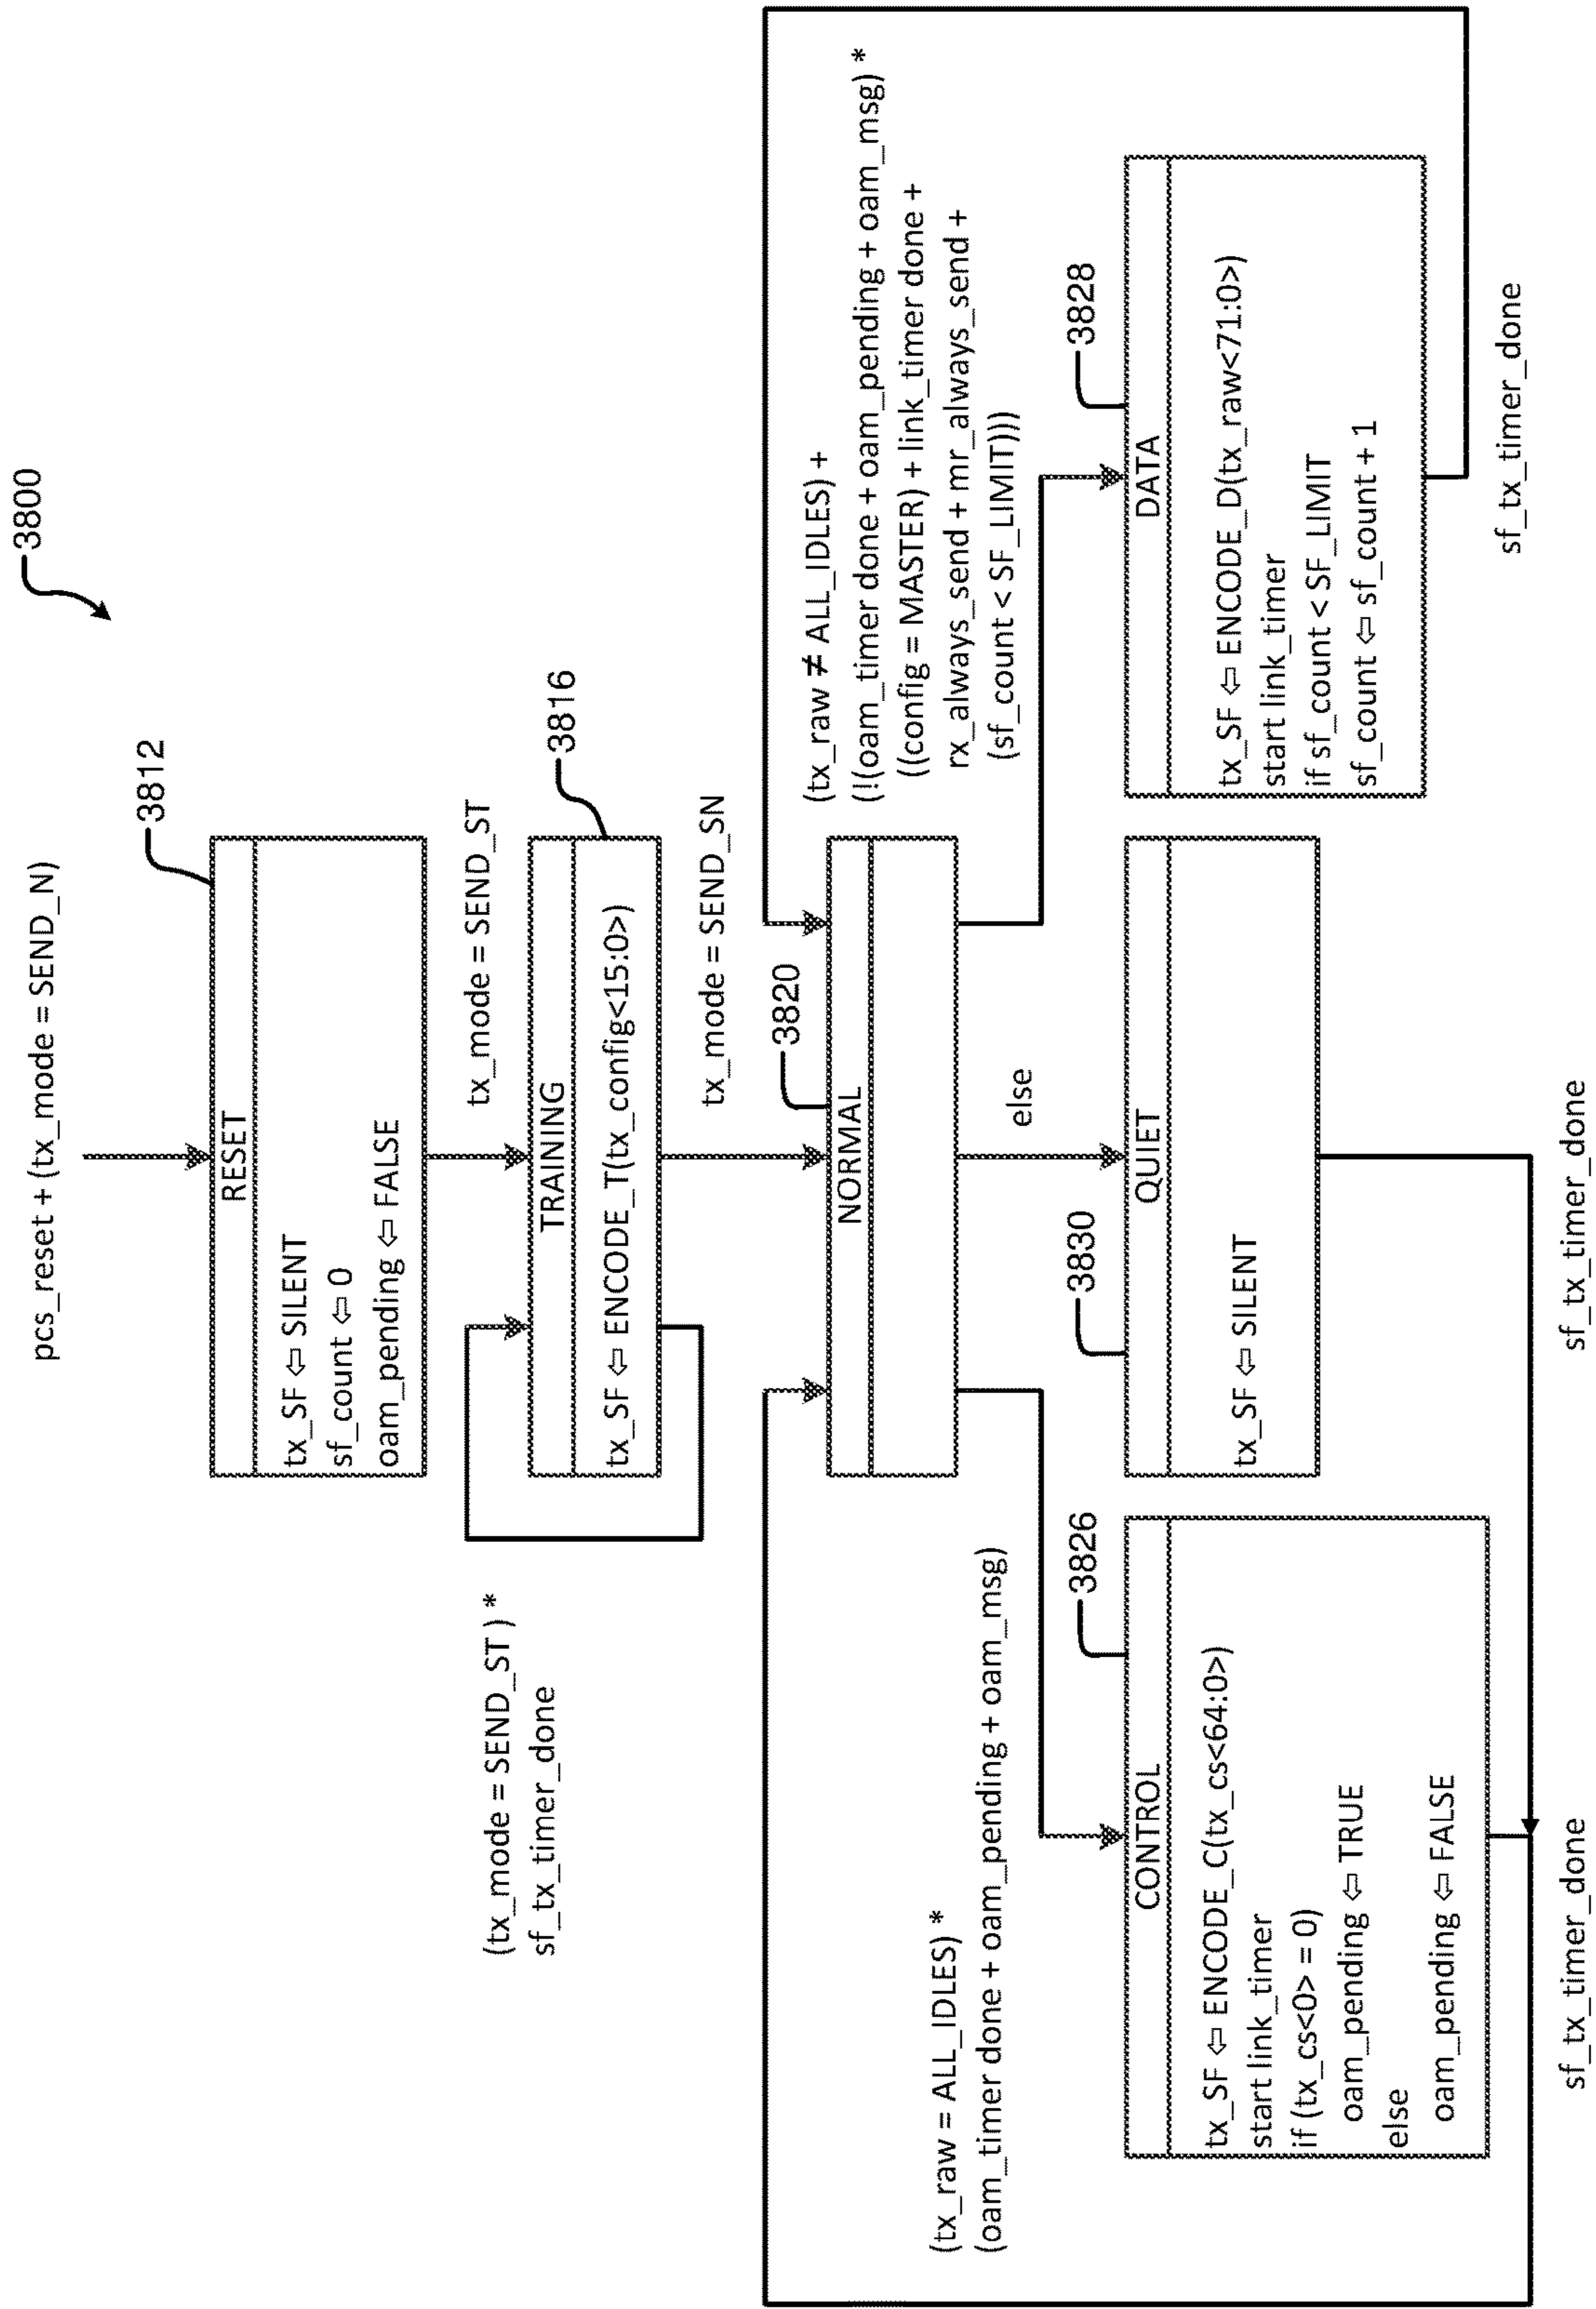 3800
pcs_reset + (tx_mode = SEND_N)
3812
RESET
tx_SF ⇐ SILENT
sf_count ⇐ 0
oam_pending ⇐ FALSE
tx_mode = SEND_ST
(tx_mode = SEND_ST ) *
sf_tx_timer_done
3816
TRAINING
tx_SF ⇐ ENCODE_T(tx_config<15:0>)
tx_mode = SEND_SN
3820
NORMAL
(tx_raw = ALL_IDLES) *
(oam_timer done + oam_pending + oam_msg)
else
(tx_raw ≠ ALL_IDLES) +
(!(oam_timer done + oam_pending + oam_msg) *
((config = MASTER) + link_timer done +
rx_always_send + mr_always_send +
(sf_count < SF_LIMIT)))
3826
CONTROL
tx_SF ⇐ ENCODE_C(tx_cs<64:0>)
start link_timer
if (tx_cs<0> = 0)
oam_pending ⇐ TRUE
else
oam_pending ⇐ FALSE
3830
QUIET
tx_SF ⇐ SILENT
3828
DATA
tx_SF ⇐ ENCODE_D(tx_raw<71:0>)
start link_timer
if sf_count < SF_LIMIT
sf_count ⇐ sf_count + 1
sf_tx_timer_done
sf_tx_timer_done
sf_tx_timer_done